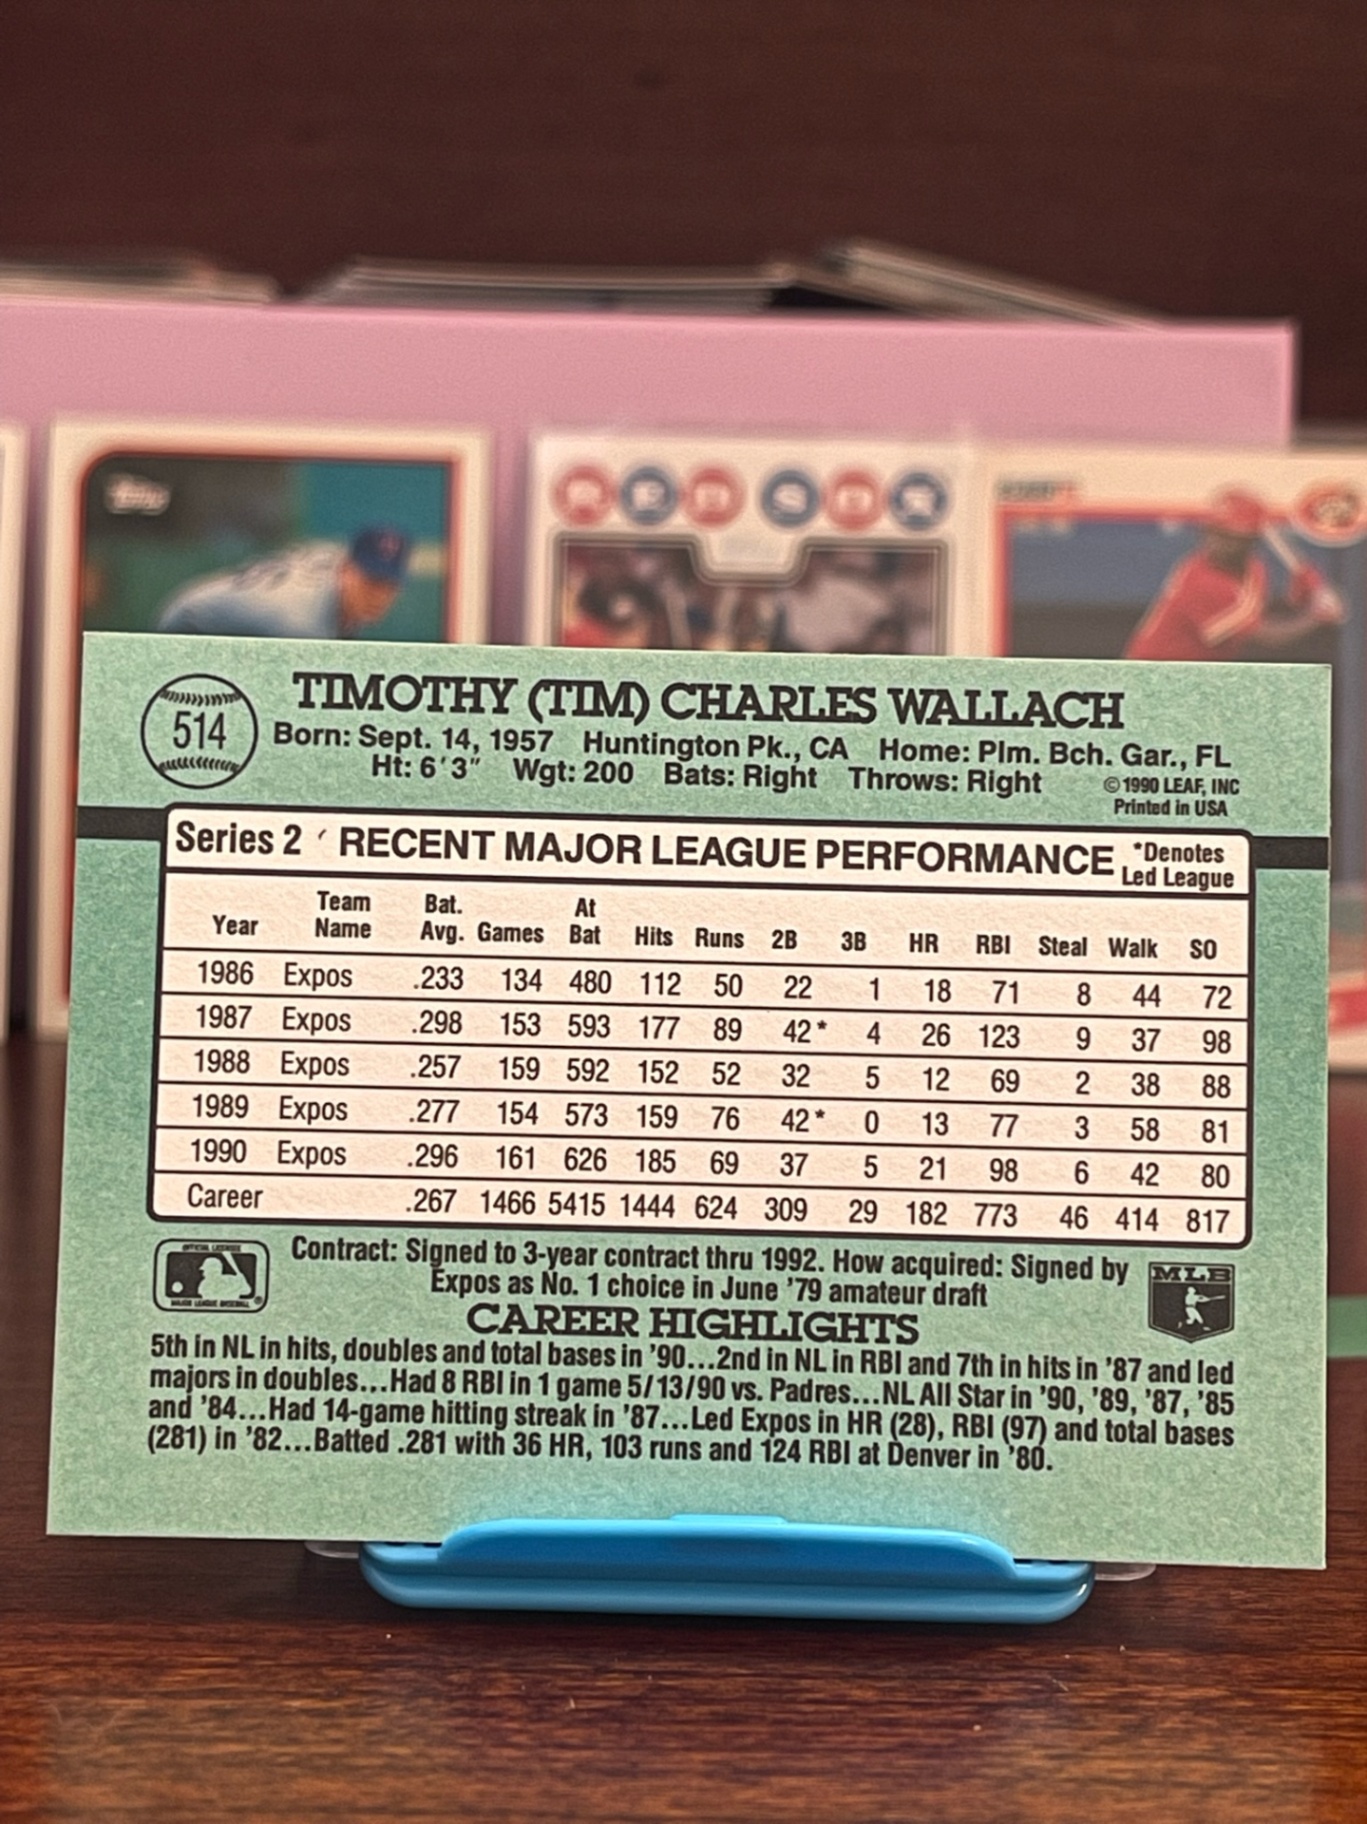 Topps
RED SOX
514
TIMOTHY (TIM) CHARLES WALLACH
Born: Sept. 14, 1957 Huntington Pk., CA Home: Plm. Bch. Gar., FL
Ht: 6'3" Wgt: 200 Bats: Right Throws: Right
©1990 LEAF, INC
Printed in USA
Series 2 ' RECENT MAJOR LEAGUE PERFORMANCE *Denotes Led League
Year Team Name Bat. Avg. Games At Bat Hits Runs 2B 3B HR RBI Steal Walk SO
1986 Expos .233 134 480 112 50 22 1 18 71 8 44 72
1987 Expos .298 153 593 177 89 42* 4 26 123 9 37 98
1988 Expos .257 159 592 152 52 32 5 12 69 2 38 88
1989 Expos .277 154 573 159 76 42* 0 13 77 3 58 81
1990 Expos .296 161 626 185 69 37 5 21 98 6 42 80
Career .267 1466 5415 1444 624 309 29 182 773 46 414 817
Contract: Signed to 3-year contract thru 1992. How acquired: Signed by
Expos as No. 1 choice in June '79 amateur draft
MLB
CAREER HIGHLIGHTS
5th in NL in hits, doubles and total bases in '90...2nd in NL in RBI and 7th in hits in '87 and led
majors in doubles...Had 8 RBI in 1 game 5/13/90 vs. Padres...NL All Star in '90, '89, '87, '85
and '84...Had 14-game hitting streak in '87...Led Expos in HR (28), RBI (97) and total bases
(281) in '82...Batted .281 with 36 HR, 103 runs and 124 RBI at Denver in '80.